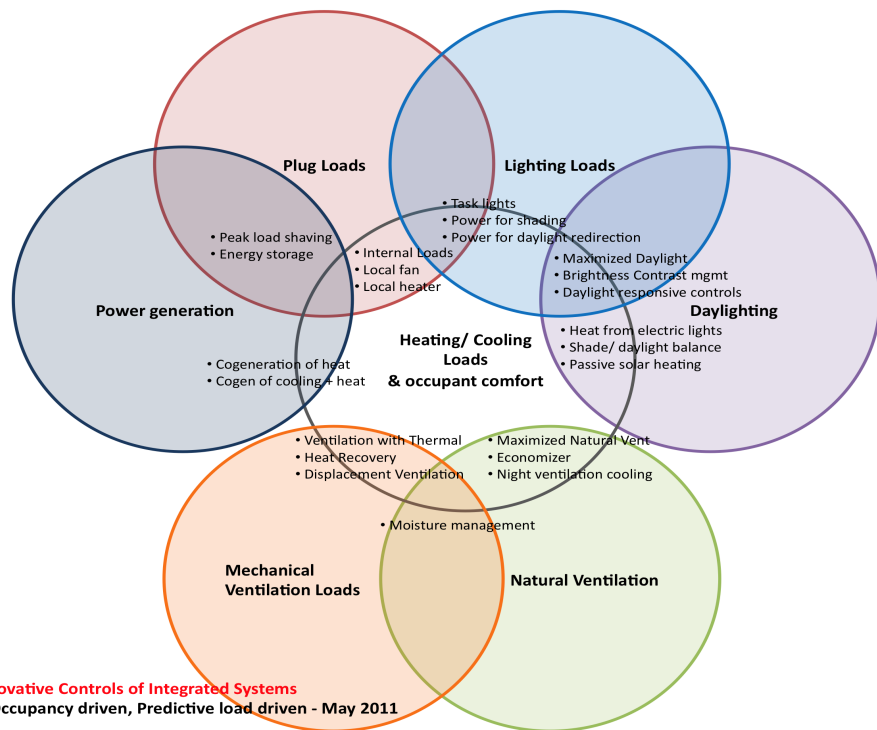 Plug Loads
Lighting Loads
• Task lights
• Power for shading
• Power for daylight redirection
• Peak load shaving
• Energy storage
• Internal Loads
• Local fan
• Local heater
• Maximized Daylight
• Brightness Contrast mgmt
• Daylight responsive controls
Power generation
Daylighting
• Heat from electric lights
• Shade/ daylight balance
• Passive solar heating
Heating/ Cooling
Loads
& occupant comfort
• Cogeneration of heat
• Cogen of cooling + heat
• Ventilation with Thermal
• Heat Recovery
• Displacement Ventilation
• Maximized Natural Vent
• Economizer
• Night ventilation cooling
• Moisture management
Mechanical
Ventilation Loads
Natural Ventilation
ovative Controls of Integrated Systems
ccupancy driven, Predictive load driven - May 2011